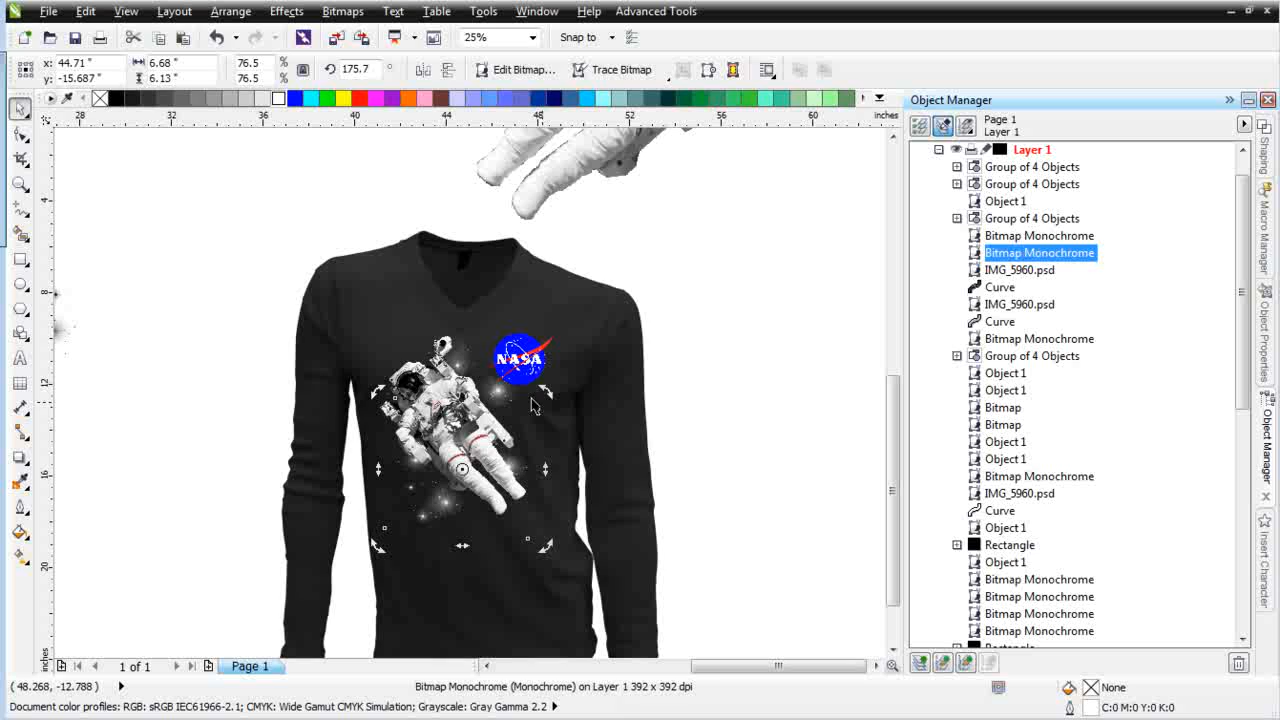 File Edit View Layout Arrange Effects Bitmaps Text Table Tools Window Help Advanced Tools
25% Snap to
x: 44.71 " 6.68 " 76.5 % 175.7 ° Edit Bitmap... Trace Bitmap
y: -15.687 " 6.13 " 76.5 %
Object Manager
28 32 36 40 44 48 52 56 60 inches
Page 1
Layer 1
Layer 1
Group of 4 Objects
Group of 4 Objects
Object 1
Group of 4 Objects
Bitmap Monochrome
Bitmap Monochrome
IMG_5960.psd
Curve
IMG_5960.psd
Curve
Bitmap Monochrome
Group of 4 Objects
Object 1
Object 1
Bitmap
Bitmap
Object 1
Object 1
Bitmap Monochrome
IMG_5960.psd
Curve
Object 1
Rectangle
Object 1
Bitmap Monochrome
Bitmap Monochrome
Bitmap Monochrome
Bitmap Monochrome
Rectangle
4
8
12
16
20
inches
NASA
Shaping
Macro Manager
Object Properties
Object Manager
Insert Character
1 of 1 Page 1
( 48.268, -12.788 ) Bitmap Monochrome (Monochrome) on Layer 1 392 x 392 dpi None
Document color profiles: RGB: sRGB IEC61966-2.1; CMYK: Wide Gamut CMYK Simulation; Grayscale: Gray Gamma 2.2 C:0 M:0 Y:0 K:0